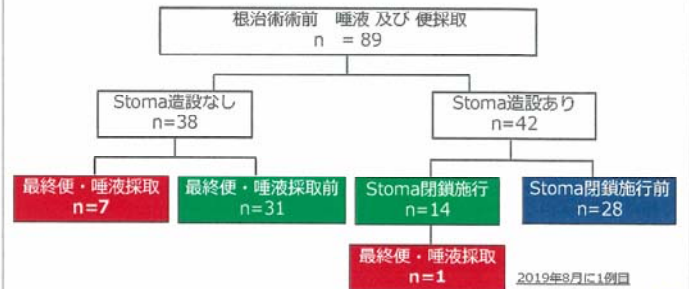 根治術術前 唾液 及び 便採取
n = 89
Stoma造設なし
n=38
Stoma造設あり
n=42
最終便・唾液採取
n=7
最終便・唾液採取前
n=31
Stoma閉鎖施行
n=14
Stoma閉鎖施行前
n=28
最終便・唾液採取
n=1
2019年8月に1例目